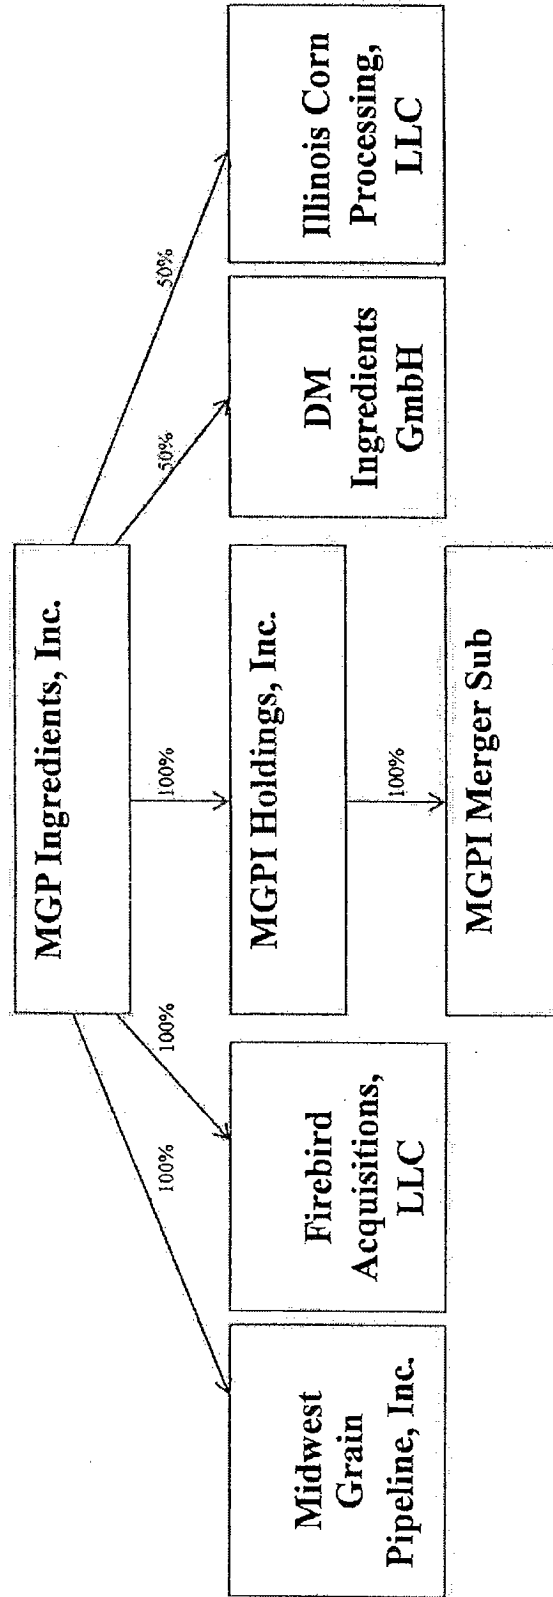 MGP Ingredients, Inc.
100%
100%
100%
50%
50%
Midwest
Grain
Pipeline, Inc.
Firebird
Acquisitions,
LLC
MGPI Holdings, Inc.
DM
Ingredients
GmbH
Illinois Corn
Processing,
LLC
100%
MGPI Merger Sub